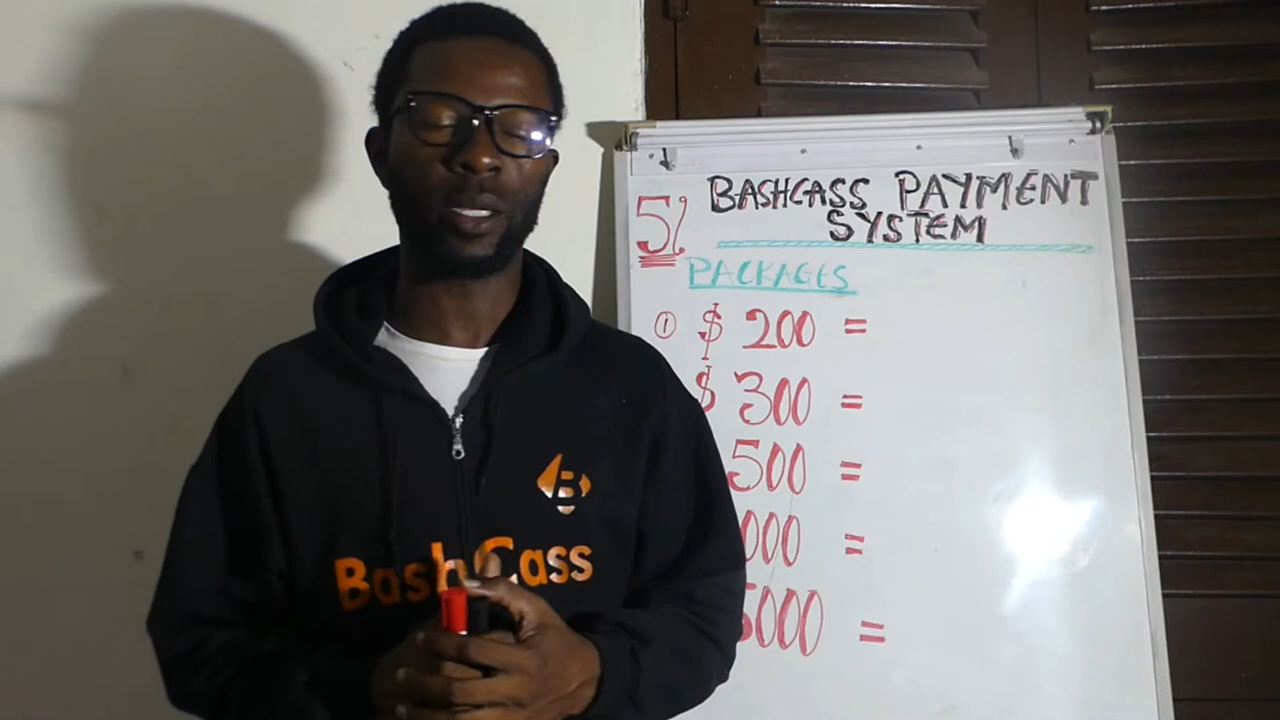 BASHCASS PAYMENT
SYSTEM
5%
PACKAGES
① $ 200 =
$ 300 =
500 =
000 =
5000 =
B
BashCass